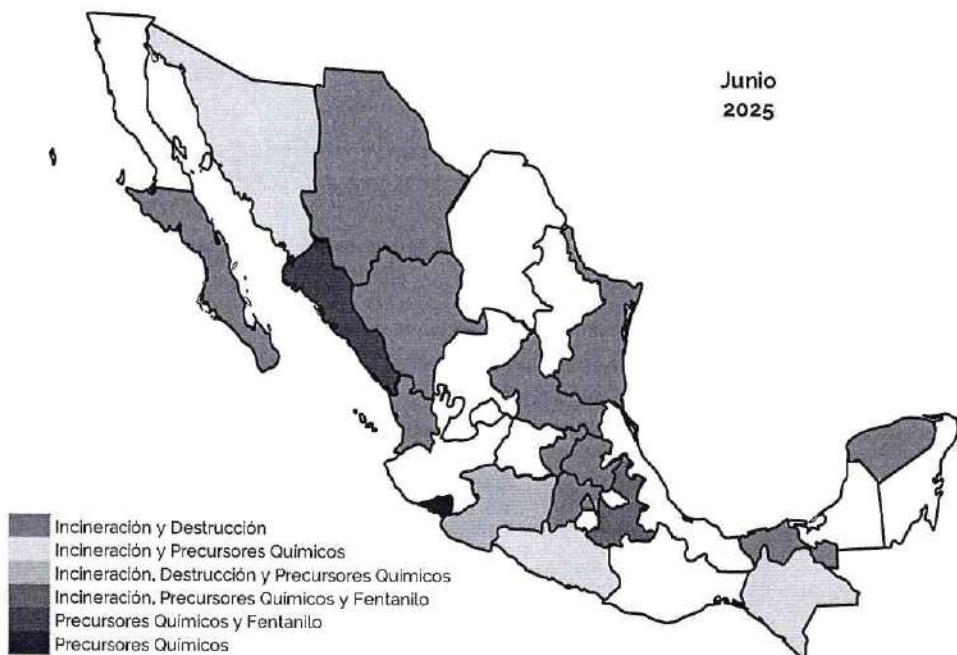 Junio
2025
Incineración y Destrucción
Incineración y Precursores Químicos
Incineración, Destrucción y Precursores Químicos
Incineración, Precursores Químicos y Fentanilo
Precursores Químicos y Fentanilo
Precursores Químicos